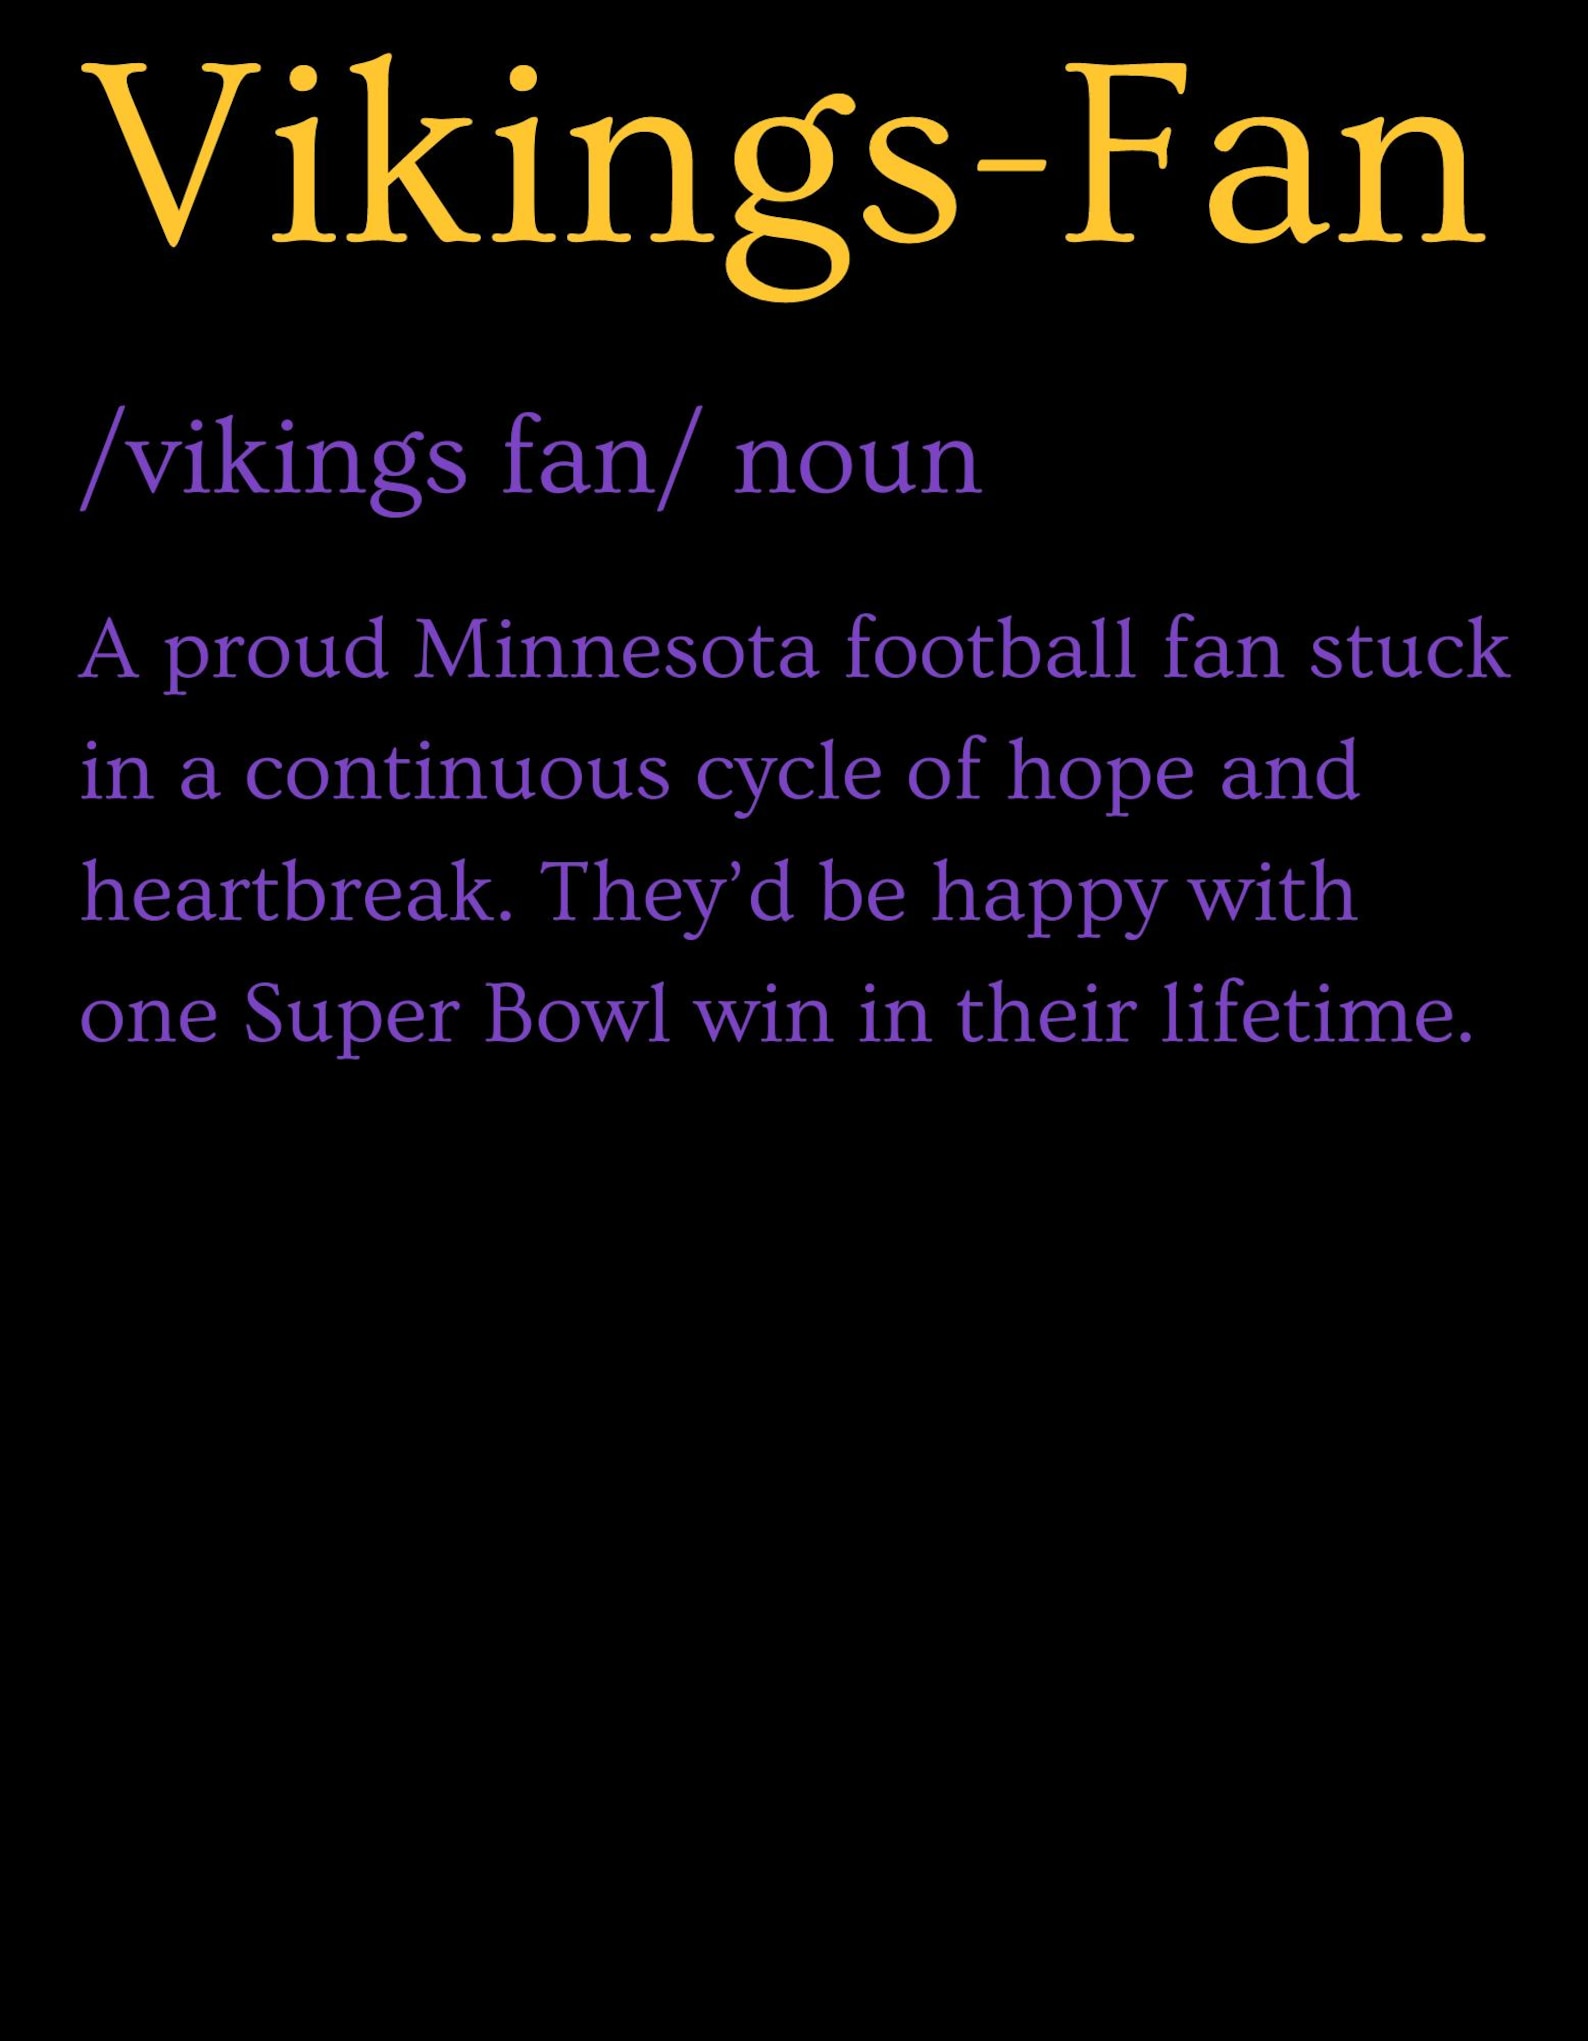 Vikings-Fan
/vikings fan/ noun
A proud Minnesota football fan stuck
in a continuous cycle of hope and
heartbreak. They’d be happy with
one Super Bowl win in their lifetime.